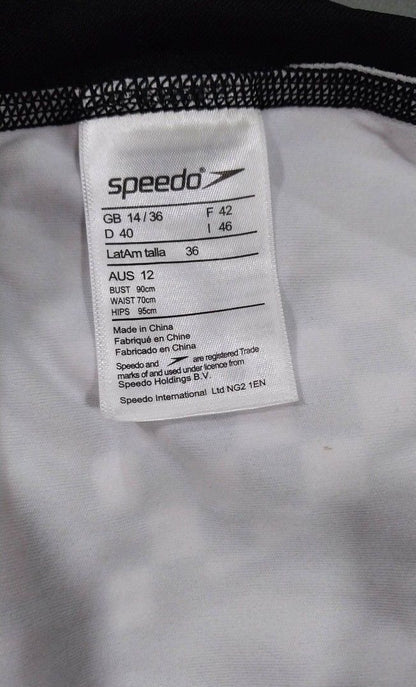 speedo
GB 14 / 36 F 42
D 40 I 46
LatAm talla 36
AUS 12
BUST 90cm
WAIST 70cm
HIPS 95cm
Made in China
Fabriqué en Chine
Fabricado en China
Speedo and are registered Trade
marks of and used under licence from
Speedo Holdings B.V.
Speedo International Ltd NG2 1EN